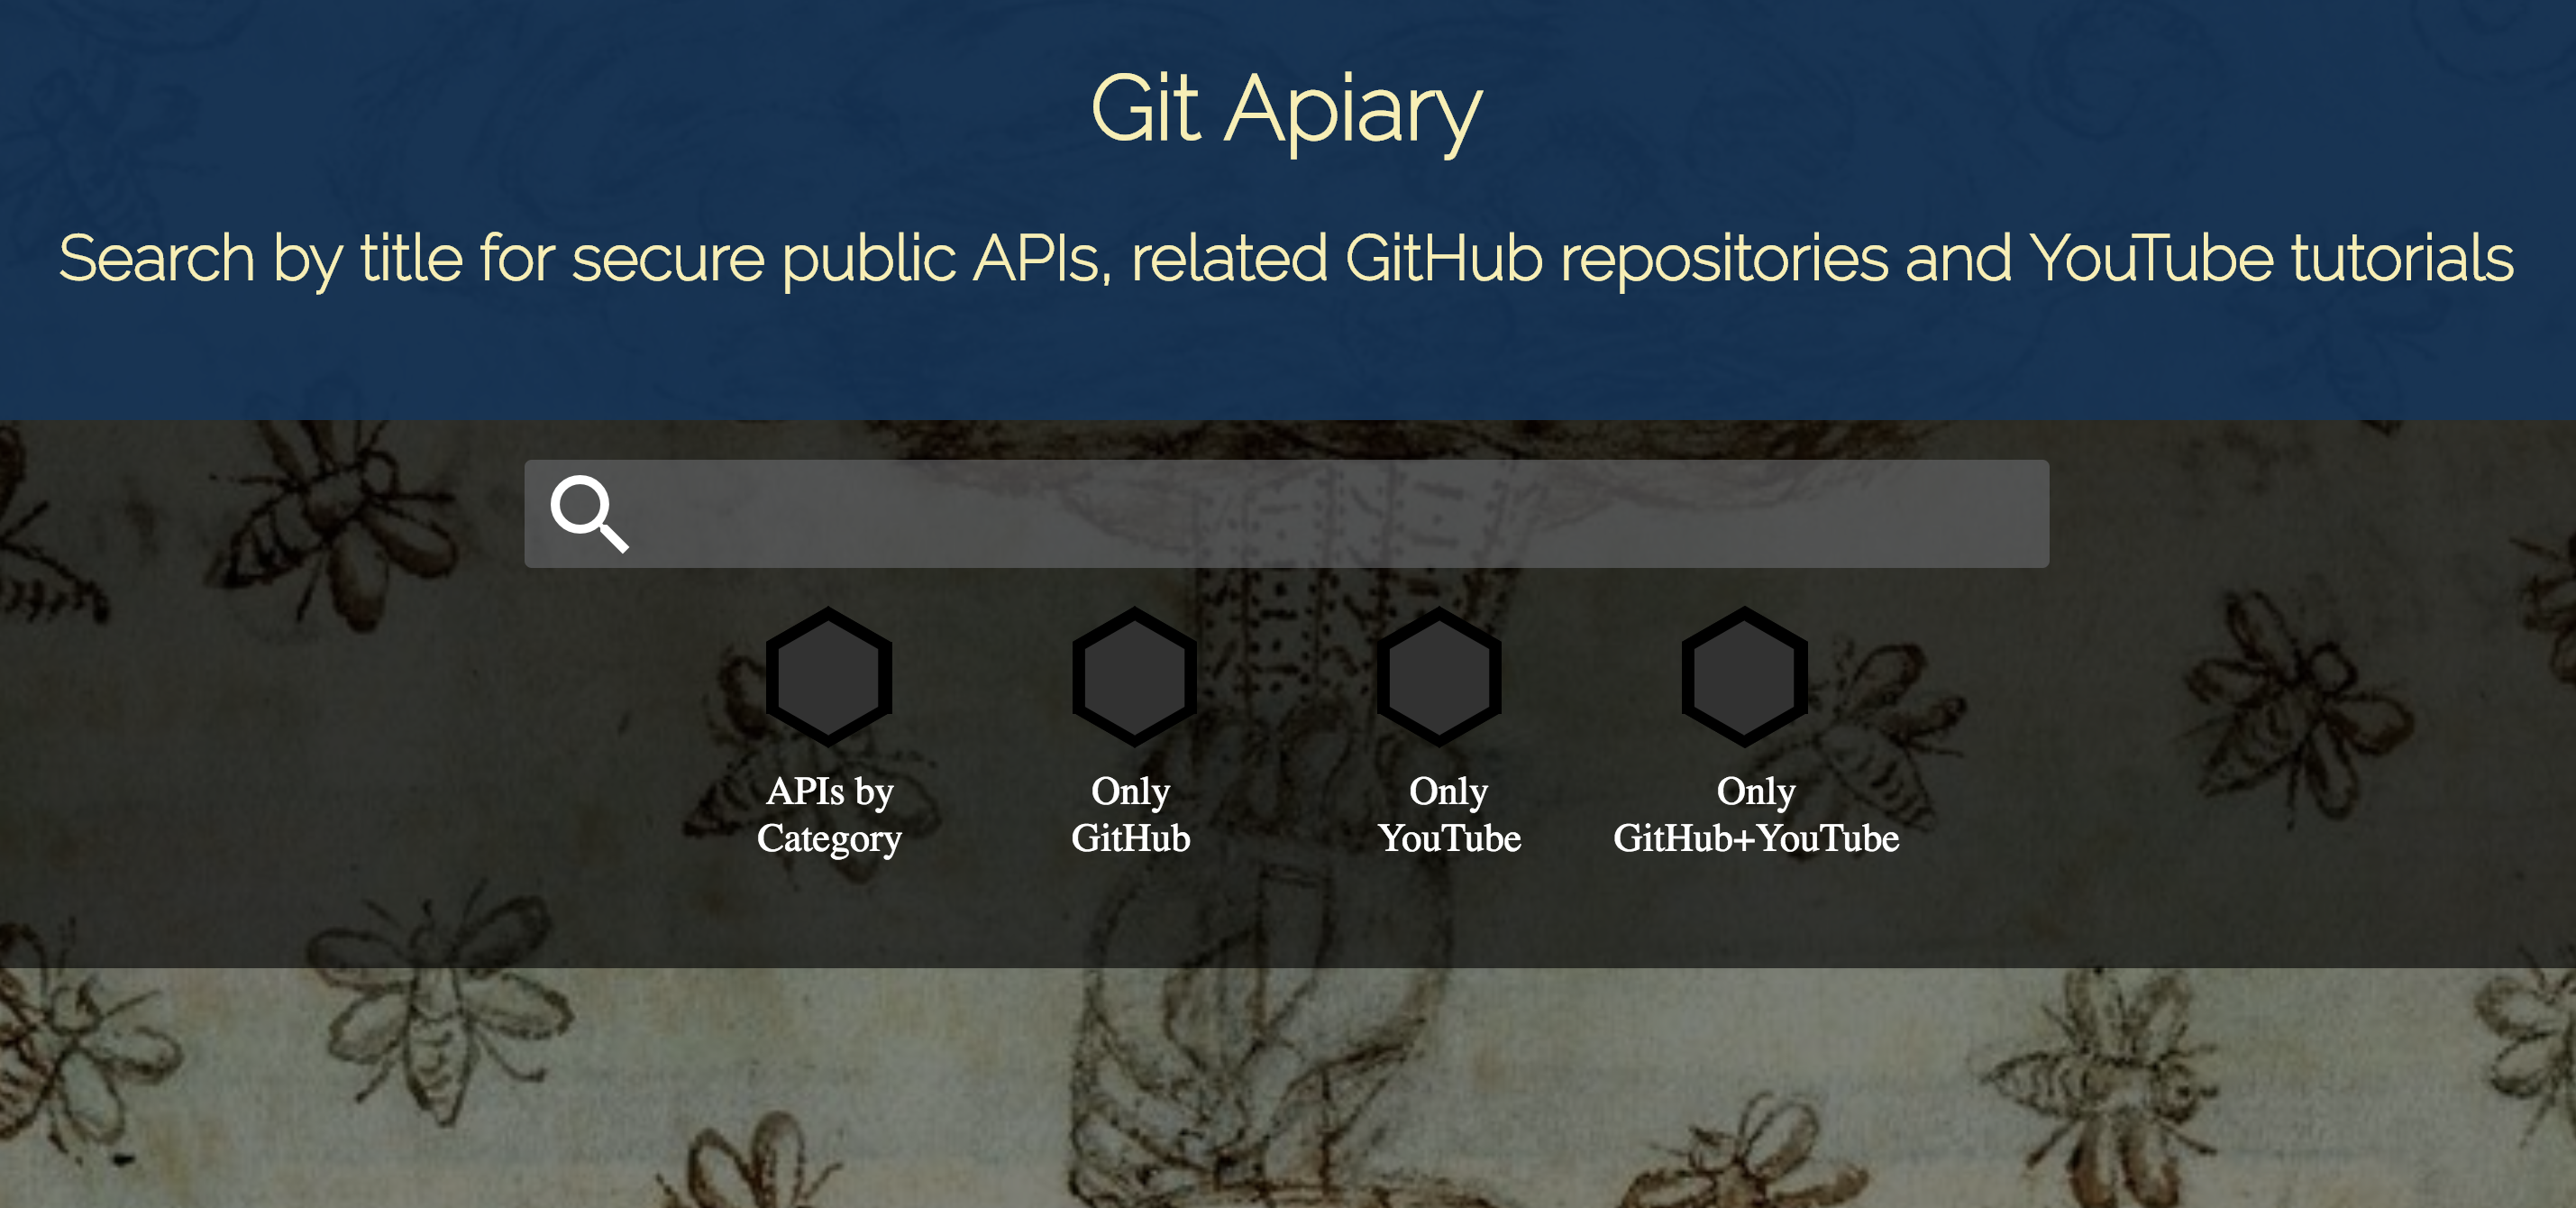 Git Apiary
Search by title for secure public APIs, related GitHub repositories and YouTube tutorials
APIs by
Category
Only
GitHub
Only
YouTube
Only
GitHub+YouTube